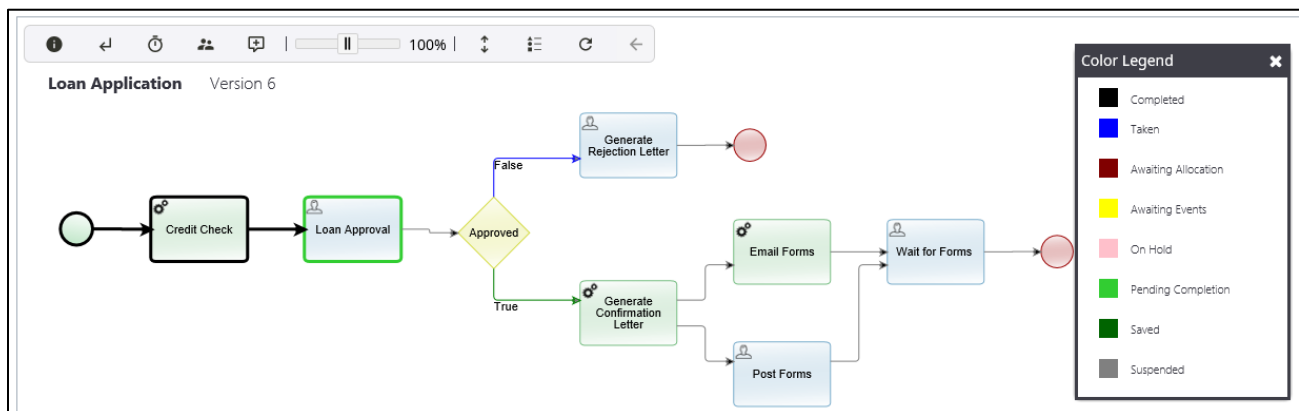 100%
Loan Application Version 6
Credit Check
Loan Approval
Approved
False
True
Generate
Rejection Letter
Generate
Confirmation
Letter
Email Forms
Post Forms
Wait for Forms
Color Legend
Completed
Taken
Awaiting Allocation
Awaiting Events
On Hold
Pending Completion
Saved
Suspended